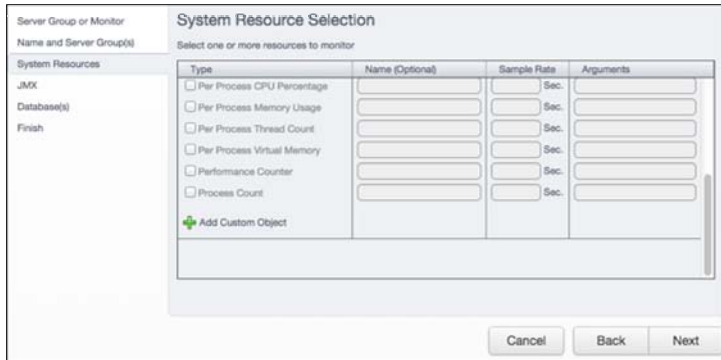 Server Group or Monitor
Name and Server Group(s)
System Resources
JMX
Database(s)
Finish
System Resource Selection
Select one or more resources to monitor
Type Name (Optional) Sample Rate Arguments
Per Process CPU Percentage Sec.
Per Process Memory Usage Sec.
Per Process Thread Count Sec.
Per Process Virtual Memory Sec.
Performance Counter Sec.
Process Count Sec.
Add Custom Object
Cancel Back Next